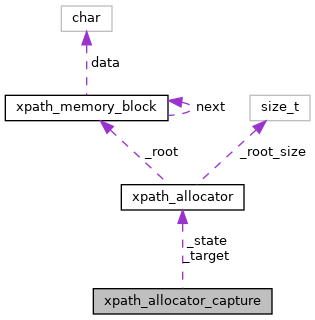 char
data
xpath_memory_block
next
size_t
_root
_root_size
xpath_allocator
_state
_target
xpath_allocator_capture